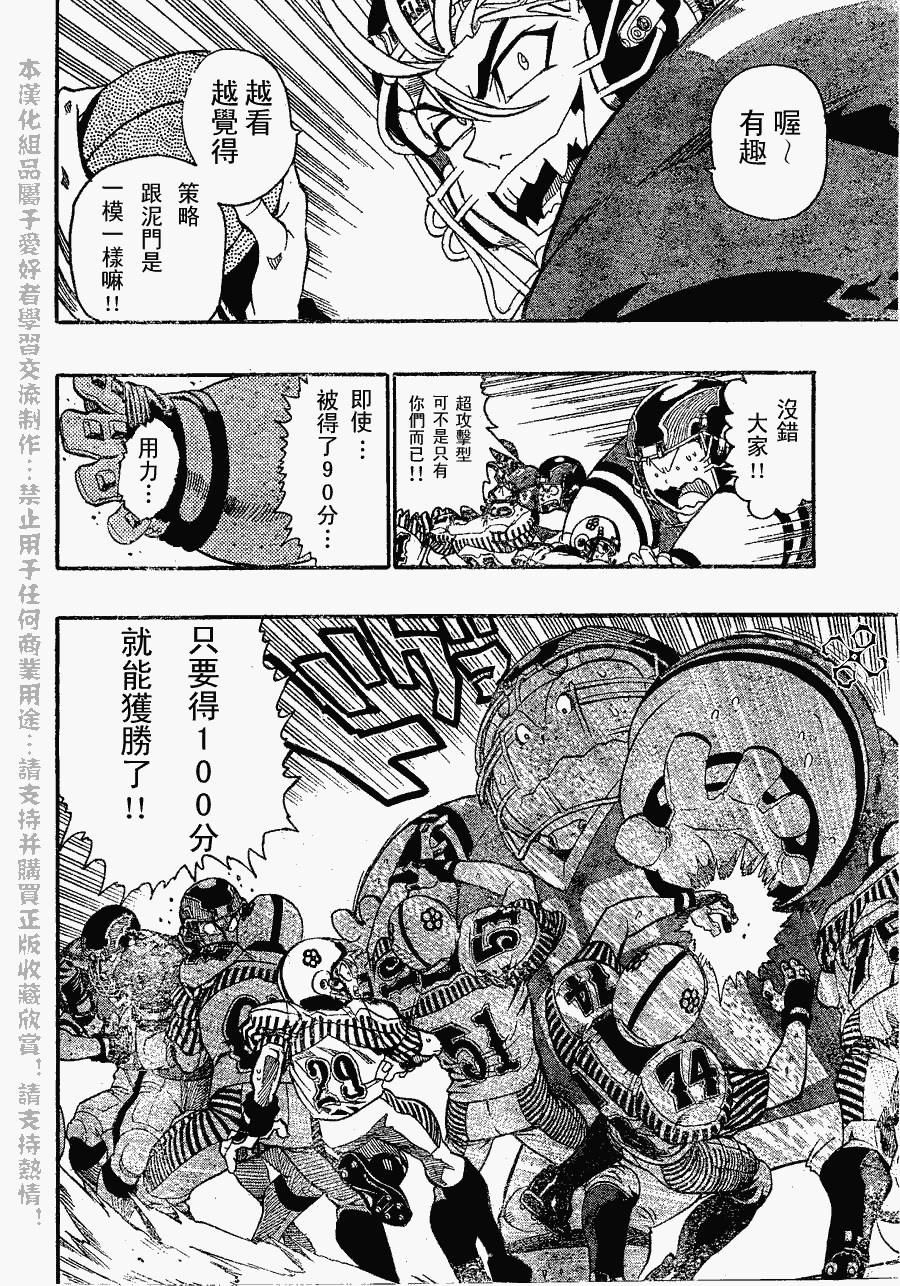 喔～
有趣
越看
越覺得
策略
跟泥門是
一模一樣嘛!!
沒錯
大家!!
超攻擊型
可不是只有
你們而已!!
即使…
被得了90分…
用力…
只要得100分
就能獲勝了!!
51
51
29
74
74
本漢化組品屬于愛好者學習交流制作…禁止用于任何商業用途…請支持并購買正版收藏欣賞！請支持熱情！